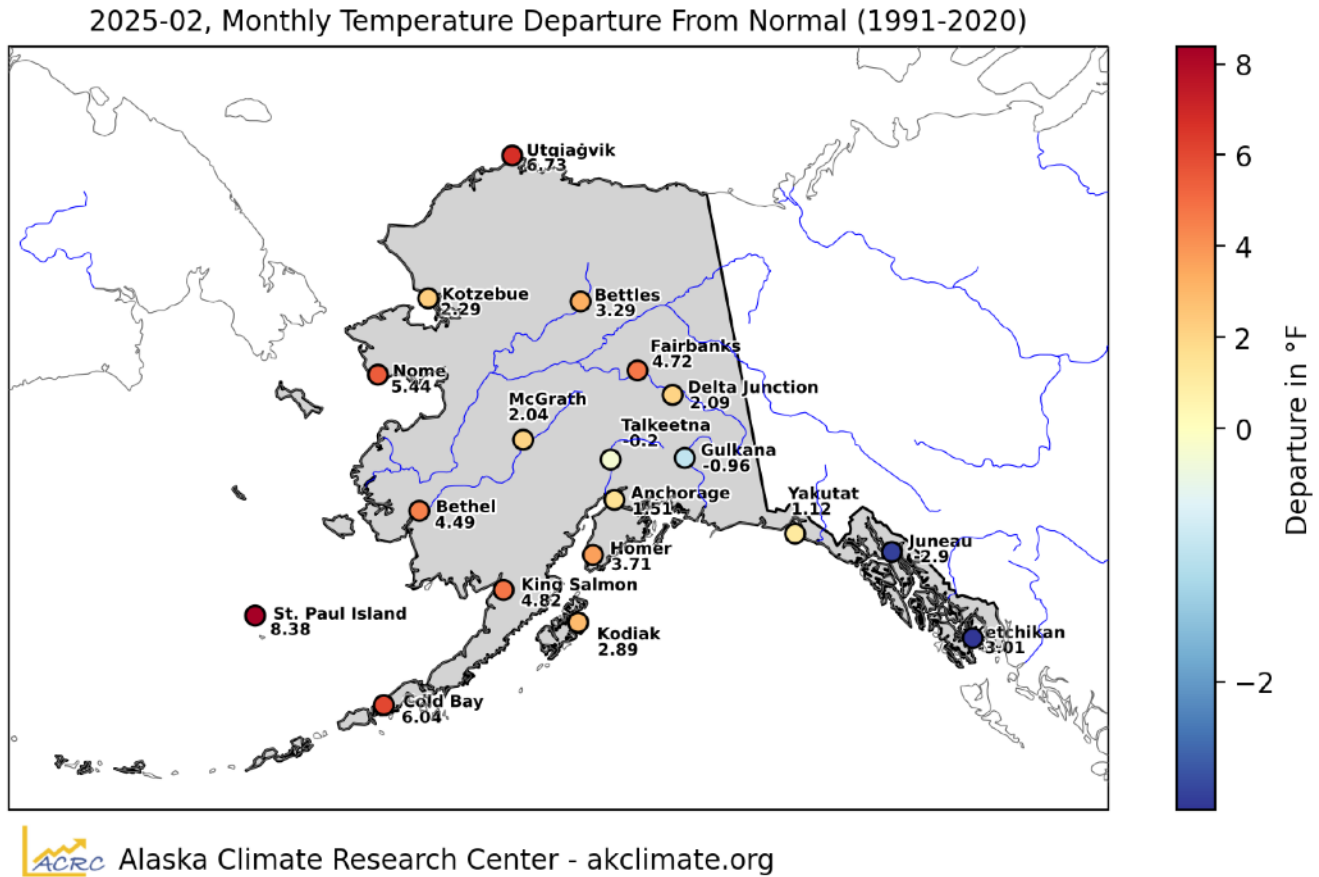 2025-02, Monthly Temperature Departure From Normal (1991-2020)
Utqiaġvik
6.73
Kotzebue
2.29
Bettles
3.29
Fairbanks
4.72
Nome
5.44
Delta Junction
2.09
McGrath
2.04
Talkeetna
-0.2
Gulkana
-0.96
Anchorage
1.51
Yakutat
1.12
Bethel
4.49
Homer
3.71
Juneau
-2.9
King Salmon
4.82
St. Paul Island
8.38
Kodiak
2.89
etchikan
-3.01
Cold Bay
6.04
8
6
4
2
0
−2
Departure in °F
ACRC
Alaska Climate Research Center - akclimate.org